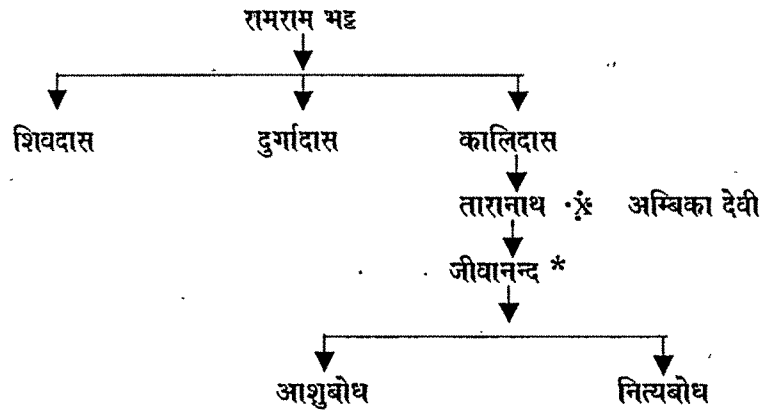 रामराम भट्ट
शिवदास दुर्गादास कालिदास
तारानाथ × अम्बिका देवी
जीवानन्द *
आशुबोध नित्यबोध